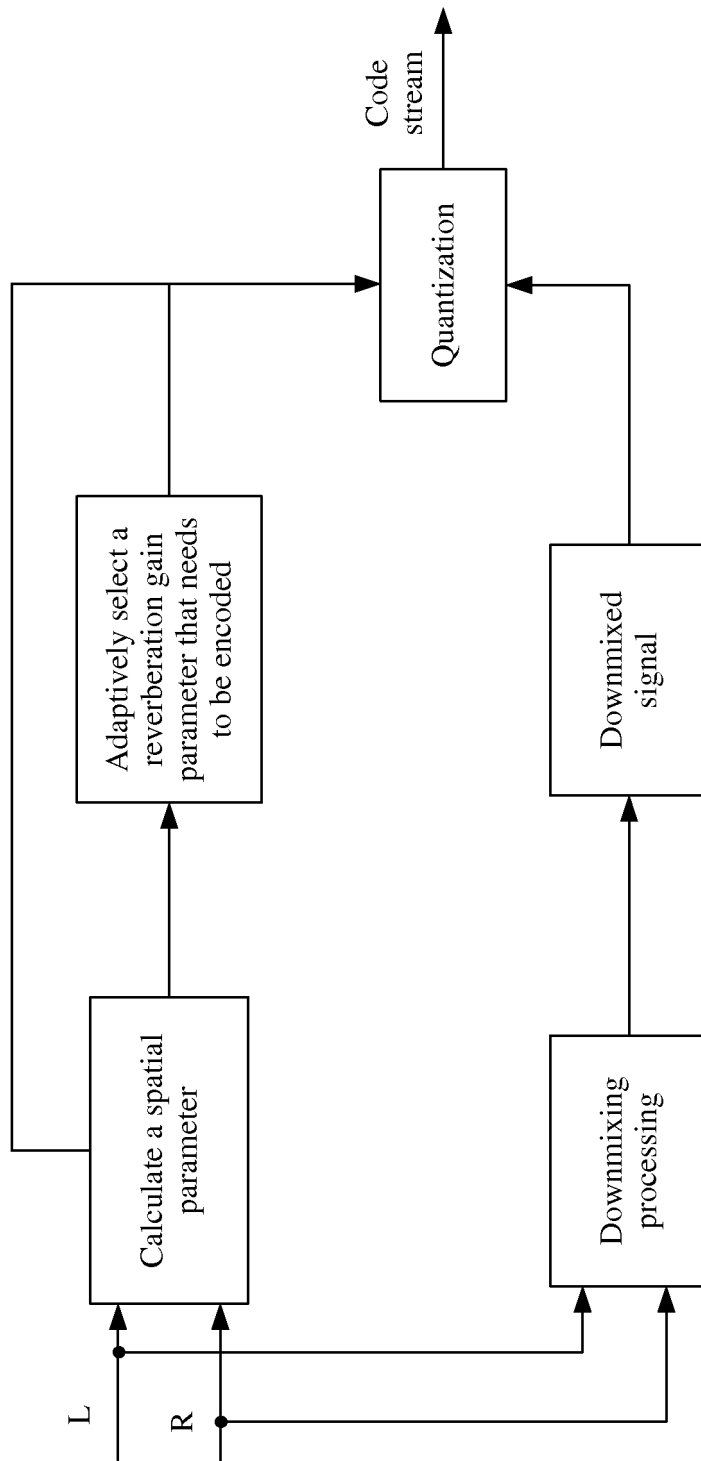 L
R
Calculate a spatial
parameter
Adaptively select a
reverberation gain
parameter that needs
to be encoded
Downmixing
processing
Downmixed
signal
Quantization
Code
stream